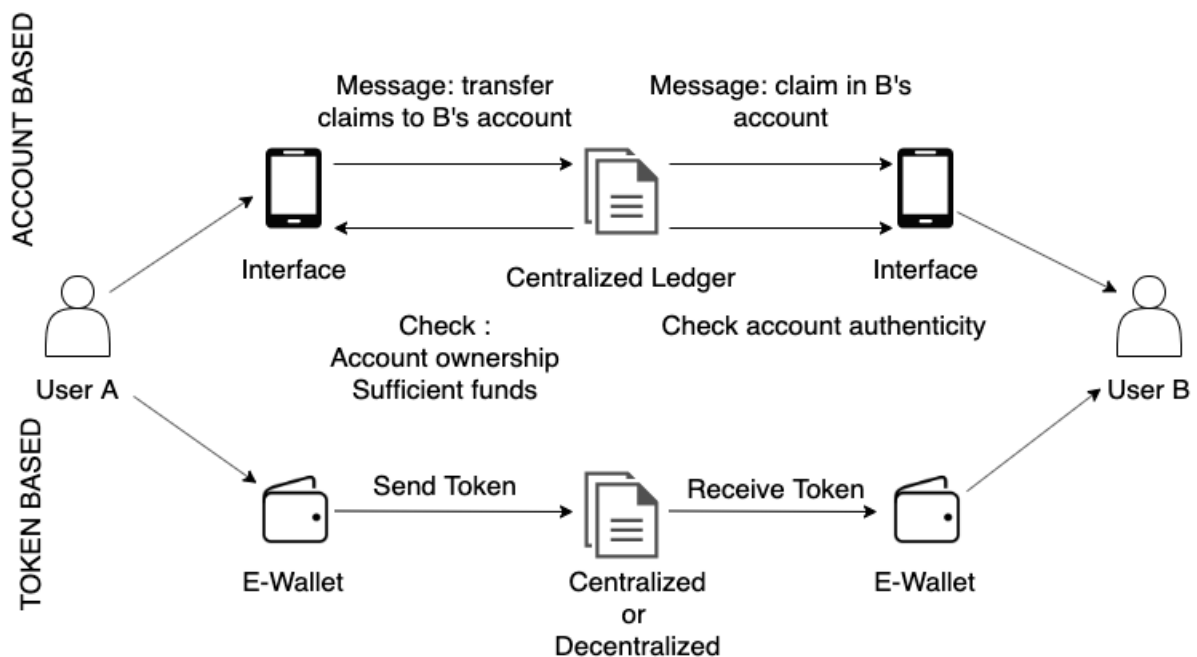 ACCOUNT BASED
Message: transfer
claims to B's account
Message: claim in B's
account
Interface
Centralized Ledger
Interface
Check :
Account ownership
Sufficient funds
Check account authenticity
User A
User B
TOKEN BASED
Send Token
Receive Token
E-Wallet
Centralized
or
Decentralized
E-Wallet